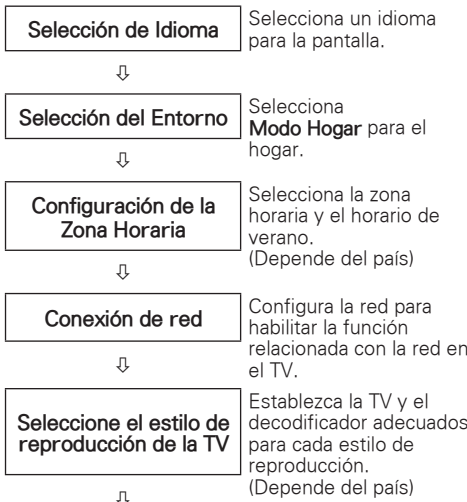 Selección de Idioma
Selecciona un idioma
para la pantalla.
Selección del Entorno
Selecciona
Modo Hogar para el
hogar.
Configuración de la
Zona Horaria
Selecciona la zona
horaria y el horario de
verano.
(Depende del país)
Conexión de red
Configura la red para
habilitar la función
relacionada con la red en
el TV.
Seleccione el estilo de
reproducción de la TV
Establezca la TV y el
decodificador adecuados
para cada estilo de
reproducción.
(Depende del país)